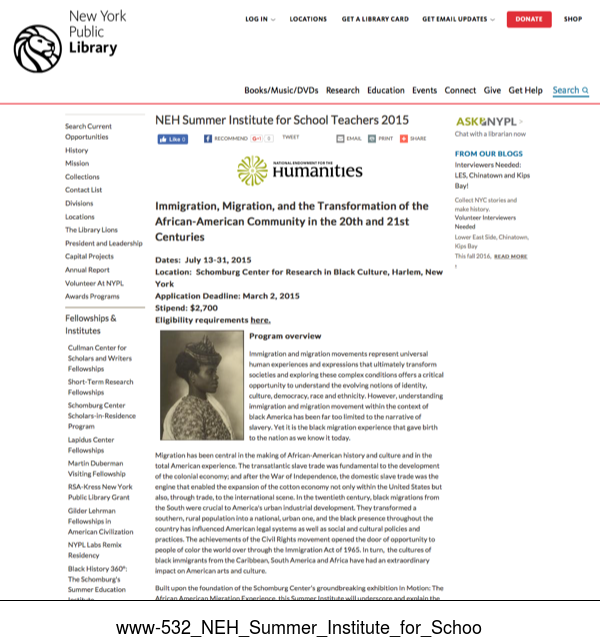 New York
Public
Library
LOG IN
LOCATIONS
GET A LIBRARY CARD
GET EMAIL UPDATES
DONATE
SHOP
Books/Music/DVDs Research Education Events Connect Give Get Help Search
Search Current
Opportunities
History
Mission
Collections
Contact List
Divisions
Locations
The Library Lions
President and Leadership
Capital Projects
Annual Report
Volunteer At NYPL
Awards Programs
Fellowships &
Institutes
Cullman Center for
Scholars and Writers
Fellowships
Short-Term Research
Fellowships
Schomburg Center
Scholars-in-Residence
Program
Lapidus Center
Fellowships
Martin Duberman
Visiting Fellowship
RSA-Kress New York
Public Library Grant
Gilder Lehrman
Fellowships in
American Civilization
NYPL Labs Remix
Residency
Black History 360°:
The Schomburg's
Summer Education
Institute
NEH Summer Institute for School Teachers 2015
Like 0
RECOMMEND
G+1
0
TWEET
EMAIL
PRINT
SHARE
NATIONAL ENDOWMENT FOR THE
Humanities
Immigration, Migration, and the Transformation of the
African-American Community in the 20th and 21st
Centuries
Dates: July 13-31, 2015
Location: Schomburg Center for Research in Black Culture, Harlem, New
York
Application Deadline: March 2, 2015
Stipend: $2,700
Eligibility requirements here.
Program overview
Immigration and migration movements represent universal
human experiences and expressions that ultimately transform
societies and exploring these complex conditions offers a critical
opportunity to understand the evolving notions of identity,
culture, democracy, race and ethnicity. However, understanding
immigration and migration movement within the context of
black America has been far too limited to the narrative of
slavery. Yet it is the black migration experience that gave birth
to the nation as we know it today.
Migration has been central in the making of African-American history and culture and in the
total American experience. The transatlantic slave trade was fundamental to the development
of the colonial economy; and after the War of Independence, the domestic slave trade was the
engine that enabled the expansion of the cotton economy not only within the United States but
also, through trade, to the international scene. In the twentieth century, black migrations from
the South were crucial to America's urban industrial development. They transformed a
southern, rural population into a national, urban one, and the black presence throughout the
country has influenced American legal systems as well as social and cultural policies and
practices. The achievements of the Civil Rights movement opened the door of opportunity to
people of color the world over through the Immigration Act of 1965. In turn, the cultures of
black immigrants from the Caribbean, South America and Africa have had an extraordinary
impact on American arts and culture.
Built upon the foundation of the Schomburg Center's groundbreaking exhibition In Motion: The
African American Migration Experience, this Summer Institute will underscore and explain the
ASK NYPL
Chat with a librarian now
FROM OUR BLOGS
Interviewers Needed:
LES, Chinatown and Kips
Bay!
Collect NYC stories and
make history.
Volunteer Interviewers
Needed
Lower East Side, Chinatown,
Kips Bay
This fall 2016, READ MORE
www-532_NEH_Summer_Institute_for_Schoo